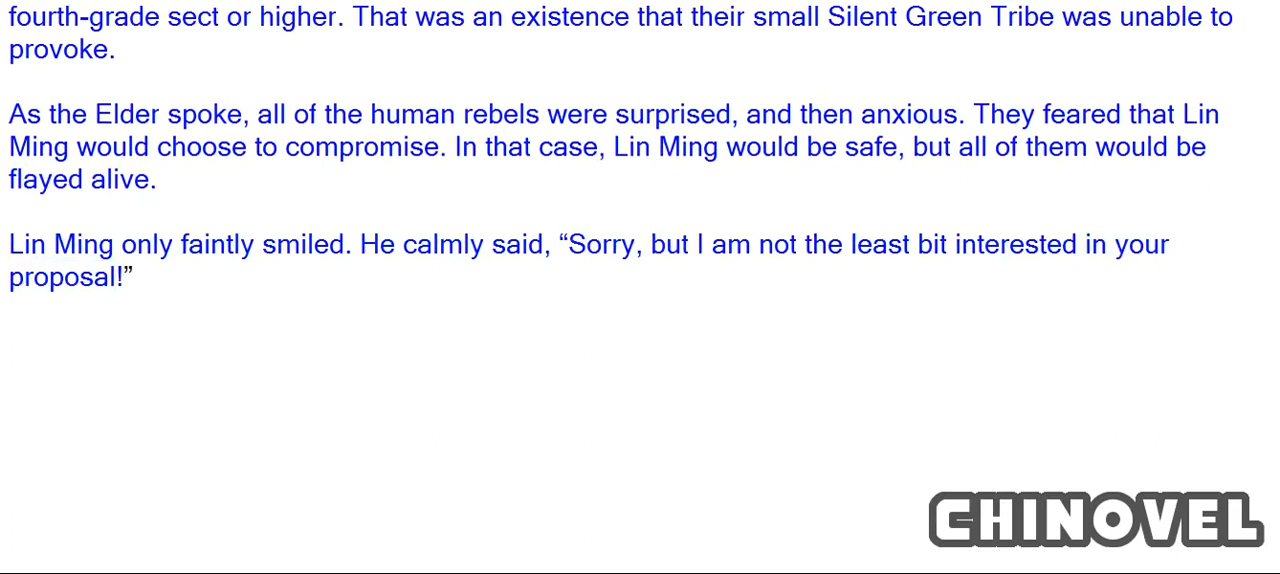 fourth-grade sect or higher. That was an existence that their small Silent Green Tribe was unable to
provoke.
As the Elder spoke, all of the human rebels were surprised, and then anxious. They feared that Lin
Ming would choose to compromise. In that case, Lin Ming would be safe, but all of them would be
flayed alive.
Lin Ming only faintly smiled. He calmly said, “Sorry, but I am not the least bit interested in your
proposal!”
CHINOVEL